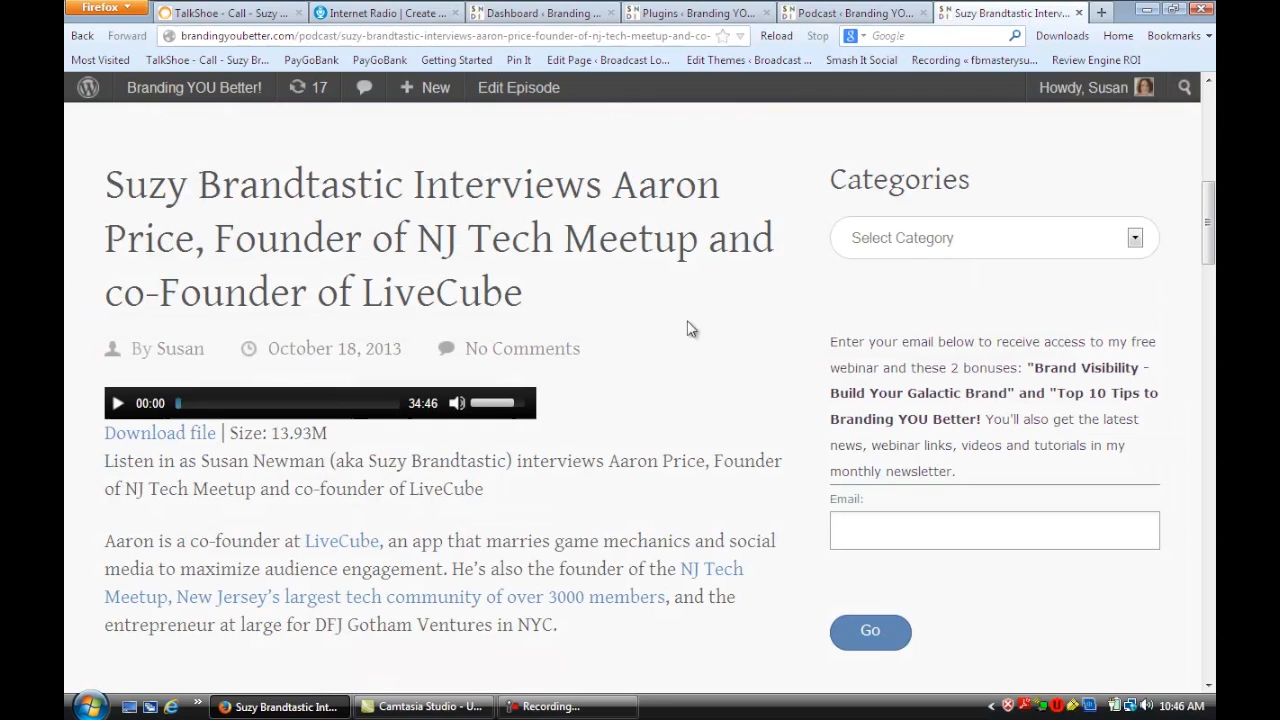 Firefox
TalkShoe - Call - Suzy ...
Internet Radio | Create ...
Dashboard ‹ Branding ...
Plugins ‹ Branding YO...
Podcast ‹ Branding YO...
Suzy Brandtastic Interv...
Back Forward brandingyoubetter.com/podcast/suzy-brandtastic-interviews-aaron-price-founder-of-nj-tech-meetup-and-co- Google Reload Stop Downloads Home Bookmarks
Most Visited TalkShoe - Call - Suzy Br... PayGoBank PayGoBank Getting Started Pin It Edit Page ‹ Broadcast Lo... Edit Themes ‹ Broadcast ... Smash It Social Recording « fbmasterysu... Review Engine ROI
Branding YOU Better! 17 New Edit Episode Howdy, Susan
Suzy Brandtastic Interviews Aaron
Price, Founder of NJ Tech Meetup and
co-Founder of LiveCube
By Susan October 18, 2013 No Comments
00:00 34:46
Download file | Size: 13.93M
Listen in as Susan Newman (aka Suzy Brandtastic) interviews Aaron Price, Founder
of NJ Tech Meetup and co-founder of LiveCube
Aaron is a co-founder at LiveCube, an app that marries game mechanics and social
media to maximize audience engagement. He's also the founder of the NJ Tech
Meetup, New Jersey's largest tech community of over 3000 members, and the
entrepreneur at large for DFJ Gotham Ventures in NYC.
Categories
Select Category
Enter your email below to receive access to my free
webinar and these 2 bonuses: "Brand Visibility -
Build Your Galactic Brand" and "Top 10 Tips to
Branding YOU Better! You'll also get the latest
news, webinar links, videos and tutorials in my
monthly newsletter.
Email:
Go
Suzy Brandtastic Int...
Camtasia Studio - U...
Recording...
10:46 AM